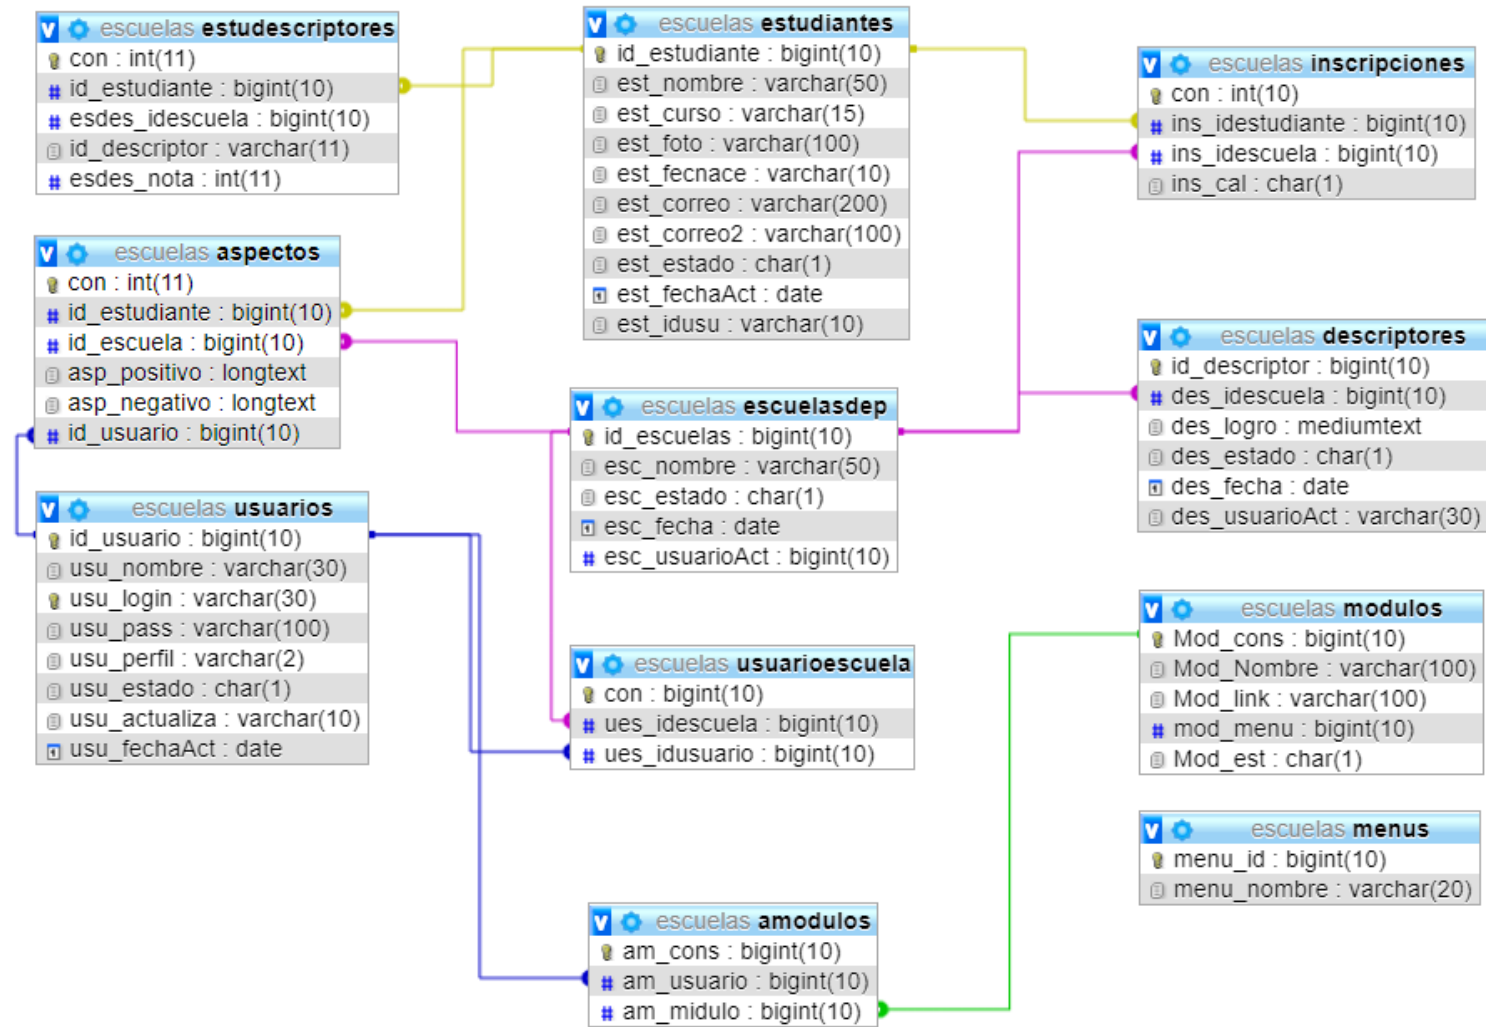 escuelas estudescriptores
con : int(11)
id_estudiante : bigint(10)
esdes_idescuela : bigint(10)
id_descriptor : varchar(11)
esdes_nota : int(11)
escuelas estudiantes
id_estudiante : bigint(10)
est_nombre : varchar(50)
est_curso : varchar(15)
est_foto : varchar(100)
est_fecnace : varchar(10)
est_correo : varchar(200)
est_correo2 : varchar(100)
est_estado : char(1)
est_fechaAct : date
est_idusu : varchar(10)
escuelas inscripciones
con : int(10)
ins_idestudiante : bigint(10)
ins_idescuela : bigint(10)
ins_cal : char(1)
escuelas aspectos
con : int(11)
id_estudiante : bigint(10)
id_escuela : bigint(10)
asp_positivo : longtext
asp_negativo : longtext
id_usuario : bigint(10)
escuelas escuelasdep
id_escuelas : bigint(10)
esc_nombre : varchar(50)
esc_estado : char(1)
esc_fecha : date
esc_usuarioAct : bigint(10)
escuelas descriptores
id_descriptor : bigint(10)
des_idescuela : bigint(10)
des_logro : mediumtext
des_estado : char(1)
des_fecha : date
des_usuarioAct : varchar(30)
escuelas usuarios
id_usuario : bigint(10)
usu_nombre : varchar(30)
usu_login : varchar(30)
usu_pass : varchar(100)
usu_perfil : varchar(2)
usu_estado : char(1)
usu_actualiza : varchar(10)
usu_fechaAct : date
escuelas usuarioescuela
con : bigint(10)
ues_idescuela : bigint(10)
ues_idusuario : bigint(10)
escuelas modulos
Mod_cons : bigint(10)
Mod_Nombre : varchar(100)
Mod_link : varchar(100)
mod_menu : bigint(10)
Mod_est : char(1)
escuelas menus
menu_id : bigint(10)
menu_nombre : varchar(20)
escuelas amodulos
am_cons : bigint(10)
am_usuario : bigint(10)
am_midulo : bigint(10)